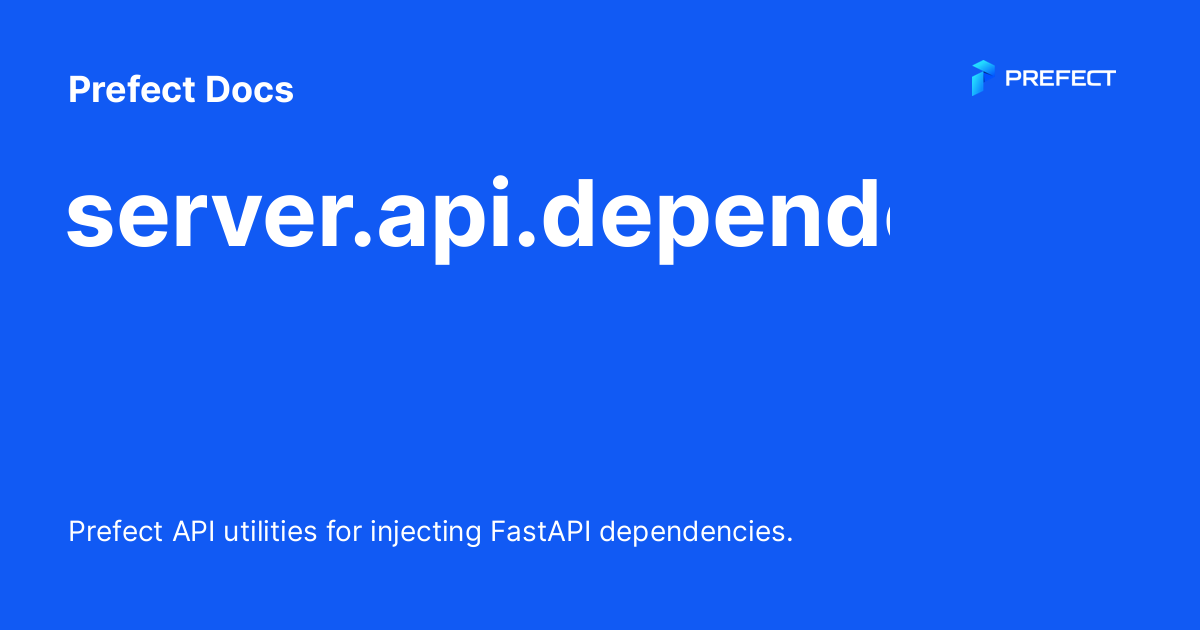 Prefect Docs
PREFECT
server.api.depend
Prefect API utilities for injecting FastAPI dependencies.